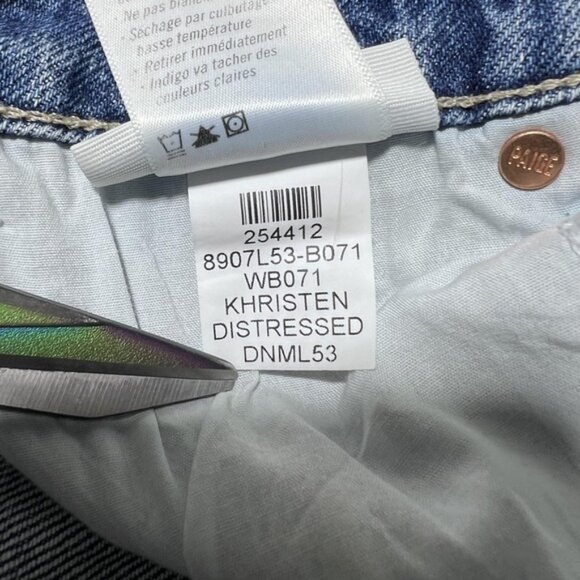 Ne pas blanchir
• Séchage par culbutage
basse température
• Retirer immédiatement
• Indigo va tacher des
couleurs claires
PAIGE
254412
8907L53-B071
WB071
KHRISTEN
DISTRESSED
DNML53